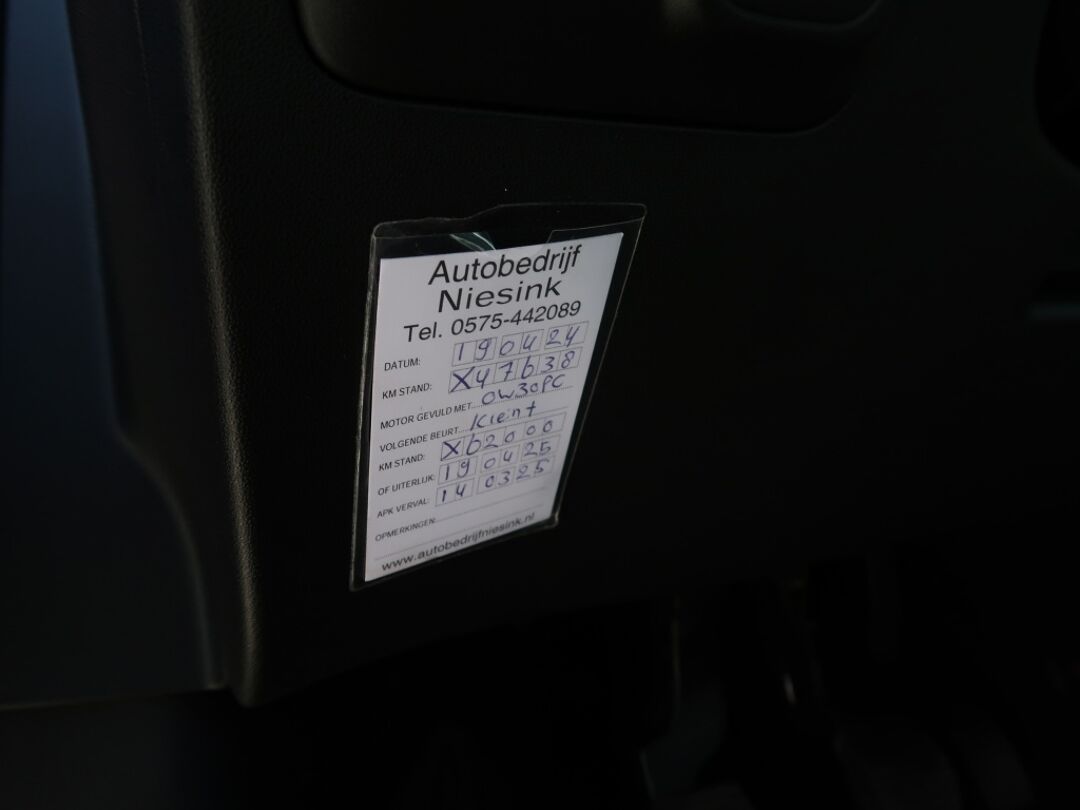 Autobedrijf
Niesink
Tel. 0575-442089
DATUM: 190424
KM STAND: X47638
MOTOR GEVULD MET OW30PC
VOLGENDE BEURT Klein +
KM STAND: X62000
OF UITERLIJK: 190425
APK VERVAL: 140325
OPMERKINGEN:
www.autobedrijfniesink.nl